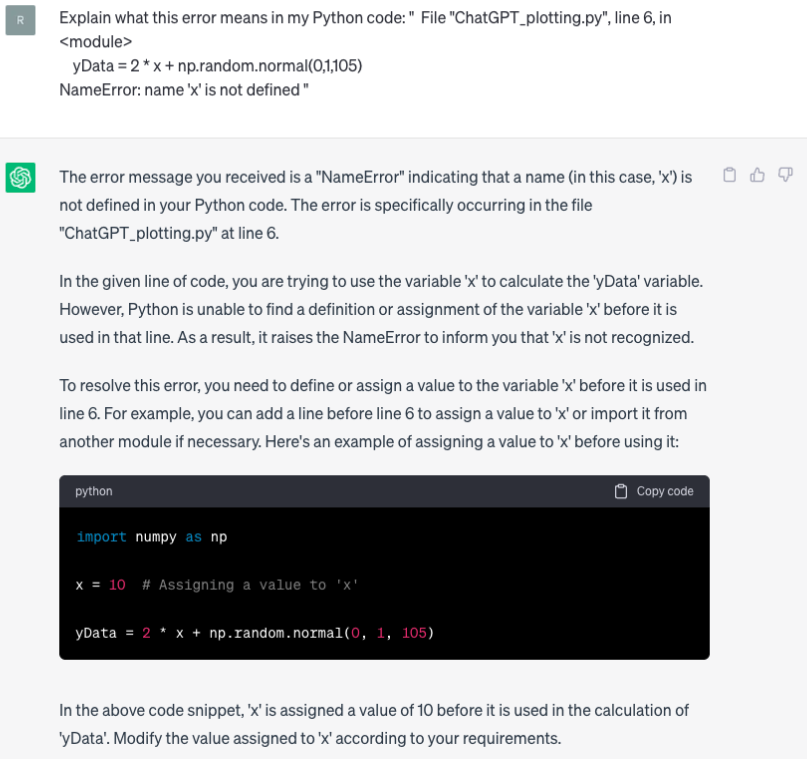 R
Explain what this error means in my Python code: "  File "ChatGPT_plotting.py", line 6, in
<module>
    yData = 2 * x + np.random.normal(0,1,105)
NameError: name 'x' is not defined "
The error message you received is a "NameError" indicating that a name (in this case, 'x') is
not defined in your Python code. The error is specifically occurring in the file
"ChatGPT_plotting.py" at line 6.
In the given line of code, you are trying to use the variable 'x' to calculate the 'yData' variable.
However, Python is unable to find a definition or assignment of the variable 'x' before it is
used in that line. As a result, it raises the NameError to inform you that 'x' is not recognized.
To resolve this error, you need to define or assign a value to the variable 'x' before it is used in
line 6. For example, you can add a line before line 6 to assign a value to 'x' or import it from
another module if necessary. Here's an example of assigning a value to 'x' before using it:
python Copy code
import numpy as np
x = 10  # Assigning a value to 'x'
yData = 2 * x + np.random.normal(0, 1, 105)
In the above code snippet, 'x' is assigned a value of 10 before it is used in the calculation of
'yData'. Modify the value assigned to 'x' according to your requirements.